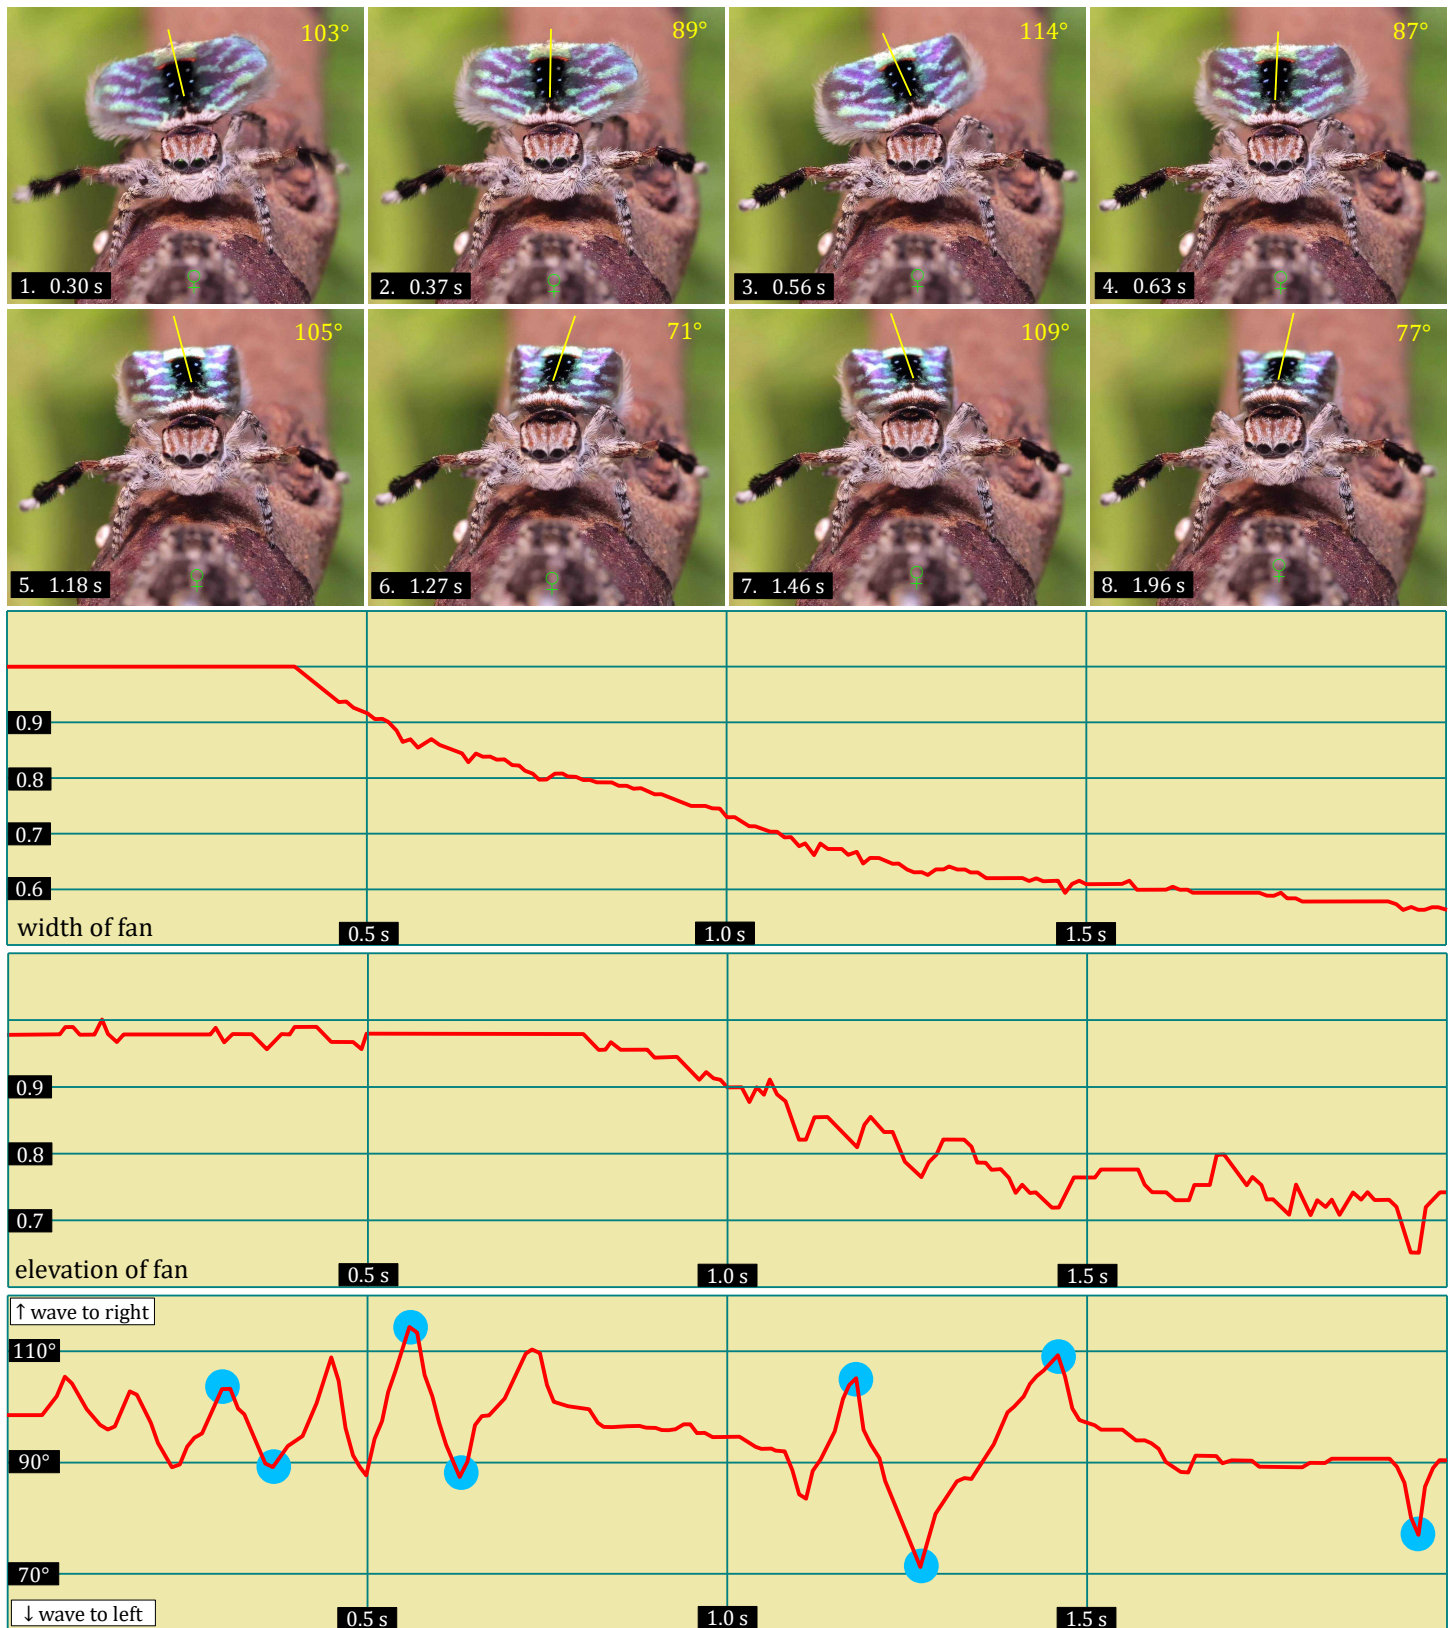 103°
89°
114°
87°
♀
♀
♀
♀
1. 0.30 s
2. 0.37 s
3. 0.56 s
4. 0.63 s
105°
71°
109°
77°
♀
♀
♀
♀
5. 1.18 s
6. 1.27 s
7. 1.46 s
8. 1.96 s
0.9
0.8
0.7
0.6
width of fan
0.5 s
1.0 s
1.5 s
0.9
0.8
0.7
elevation of fan
0.5 s
1.0 s
1.5 s
↑ wave to right
110°
90°
70°
↓ wave to left
0.5 s
1.0 s
1.5 s